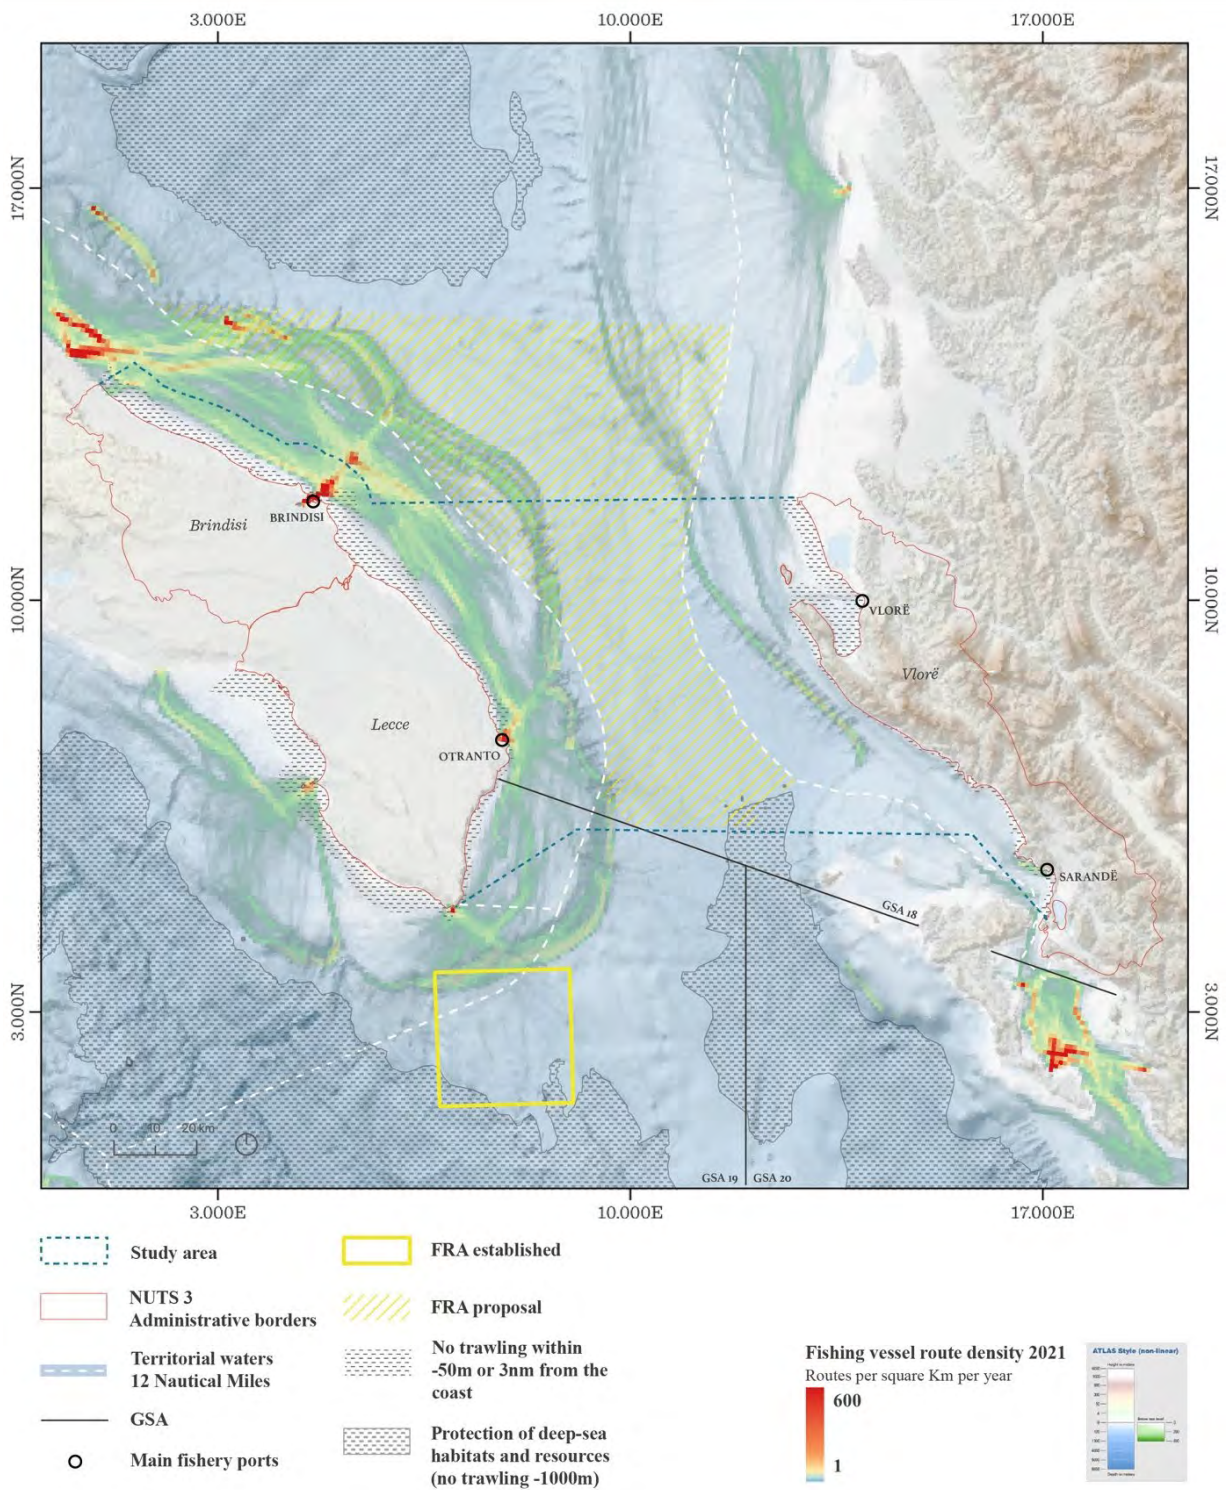 3.000E
10.000E
17.000E
17.000N
17.000N
Brindisi
BRINDISI
10.000N
10.000N
VLORË
Vlorë
Lecce
OTRANTO
SARANDË
GSA 18
3.000N
3.000N
0 10 20 km
GSA 19
GSA 20
3.000E
10.000E
17.000E
Study area
NUTS 3
Administrative borders
Territorial waters
12 Nautical Miles
GSA
Main fishery ports
FRA established
FRA proposal
No trawling within
-50m or 3nm from the
coast
Protection of deep-sea
habitats and resources
(no trawling -1000m)
Fishing vessel route density 2021
Routes per square Km per year
600
1
ATLAS Style (non-linear)